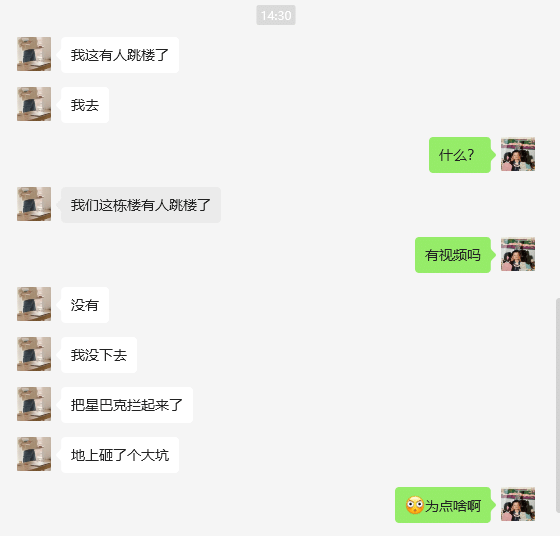 14:30
我这有人跳楼了
我去
什么？
我们这栋楼有人跳楼了
有视频吗
没有
我没下去
把星巴克拦起来了
地上砸了个大坑
😳为点啥啊